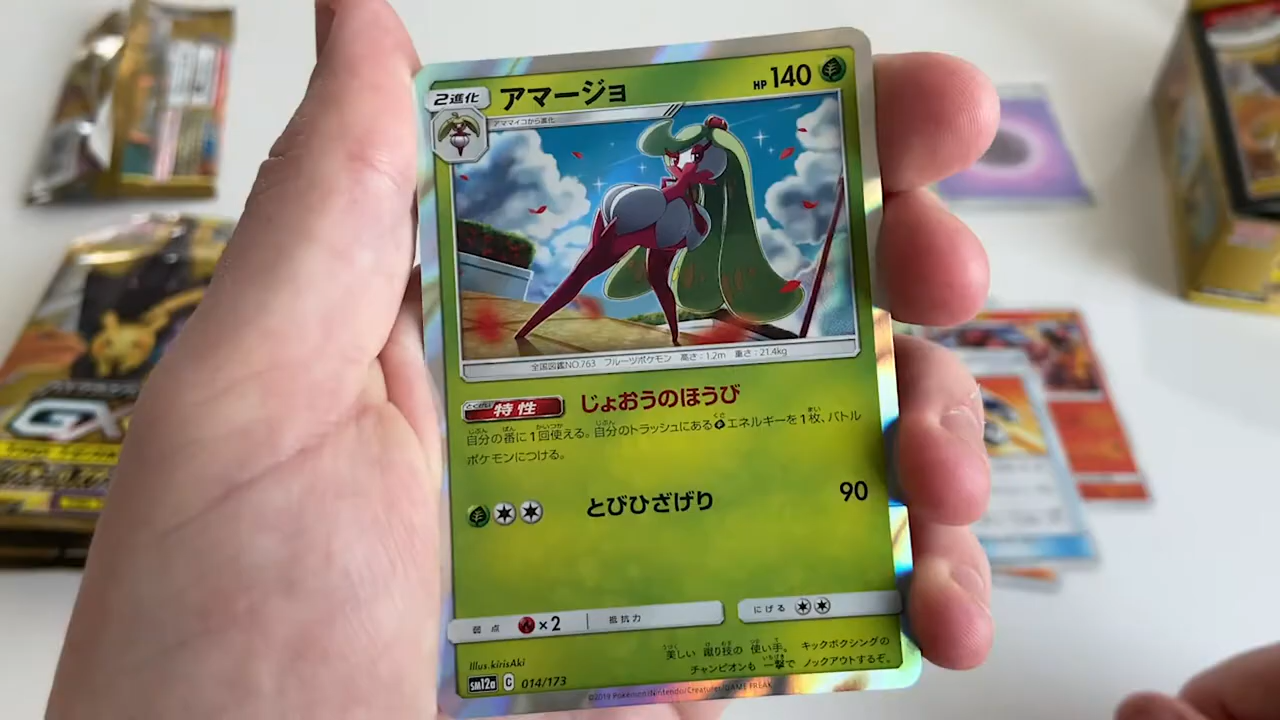 2進化 アマージョ HP 140
アママイコから進化
全国図鑑NO.763 フルーツポケモン 高さ:1.2m 重さ:21.4kg
特性 じょおうのほうび
自分の番に1回使える。自分のトラッシュにあるエネルギーを1枚、バトル
ポケモンにつける。
とびひざげり 90
弱点 ×2 抵抗力 にげる
美しい 蹴り技の 使い手。 キックボクシングの
チャンピオンも 一撃で ノックアウトするぞ。
Illus.kirisAki
SM12a C 014/173
©2019 Pokémon/Nintendo/Creatures/GAME FREAK
GX